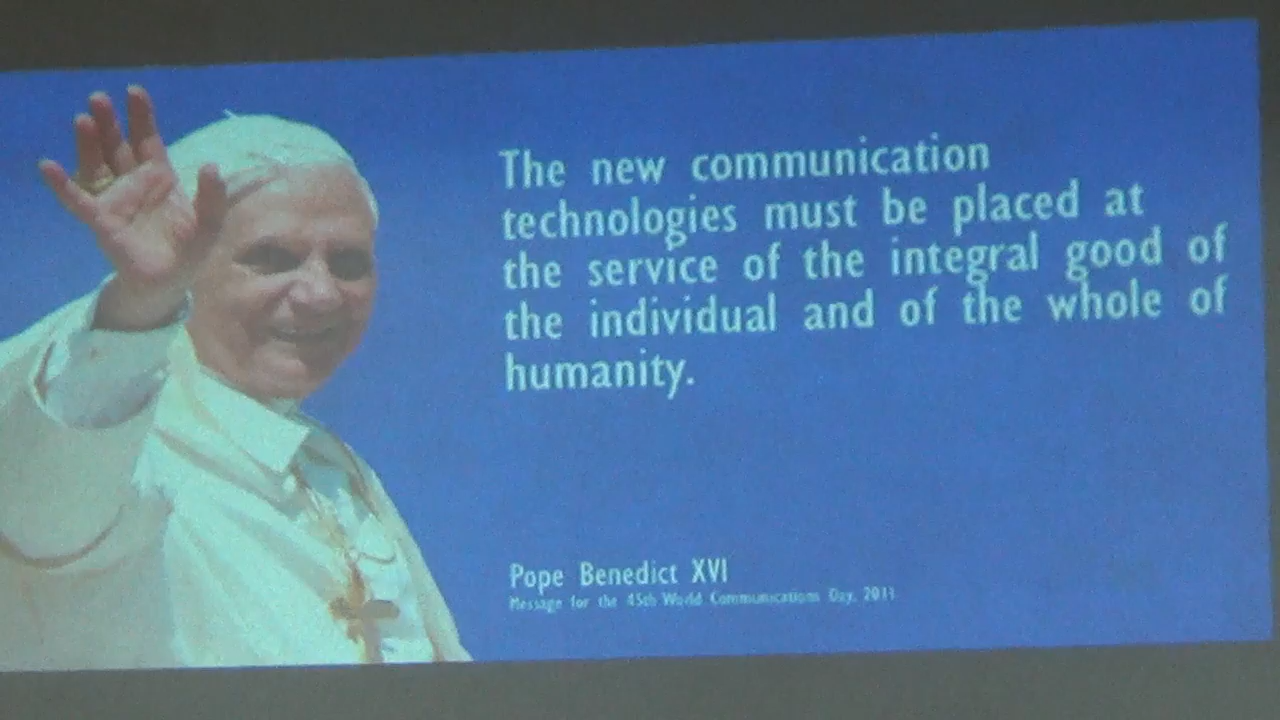 The new communication
technologies must be placed at
the service of the integral good of
the individual and of the whole of
humanity.
Pope Benedict XVI
Message for the 45th World Communications Day, 2011